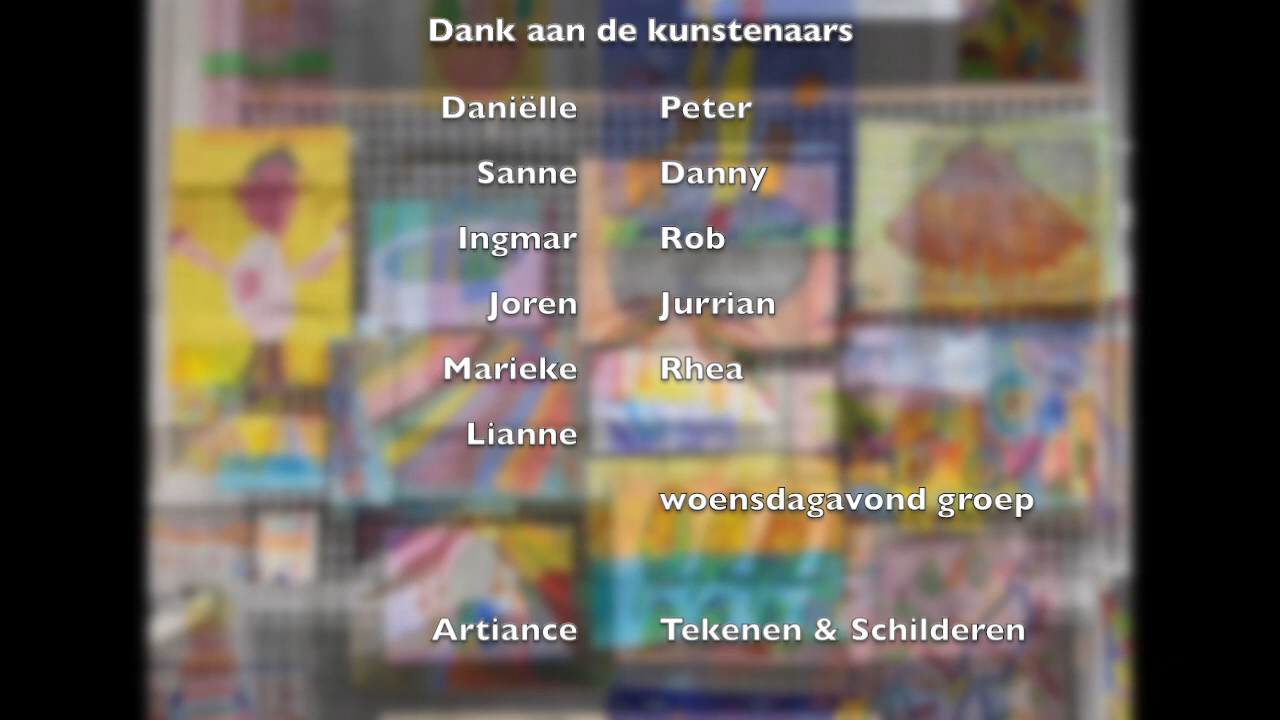 Dank aan de kunstenaars
Daniëlle Peter
Sanne Danny
Ingmar Rob
Joren Jurrian
Marieke Rhea
Lianne
woensdagavond groep
Artiance Tekenen & Schilderen